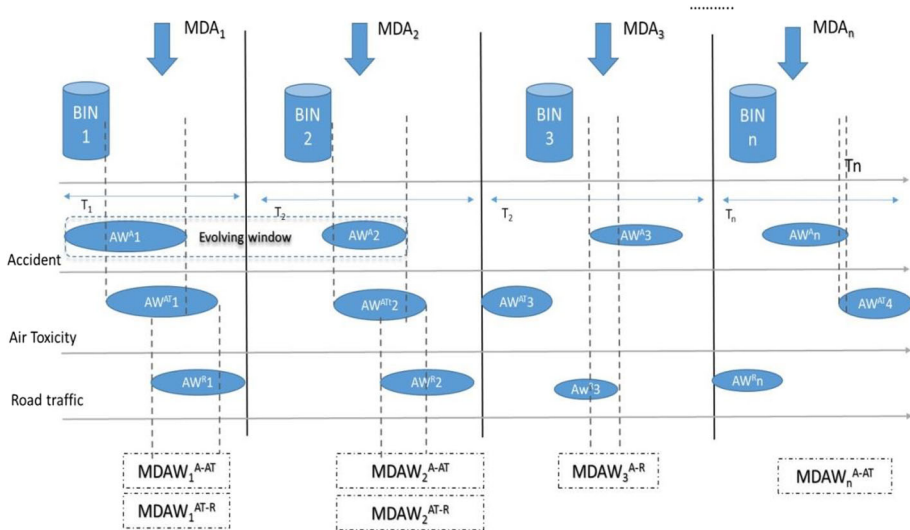 ...........
MDA₁
MDA₂
MDA₃
MDAₙ
BIN
1
BIN
2
BIN
3
BIN
n
Tn
T₁
T₂
T₂
Tₙ
AWᴬ1
Evolving window
AWᴬ2
AWᴬ3
AWᴬn
Accident
AWᴬᵀ1
AWᴬᵀᵗ2
AWᴬᵀ3
AWᴬᵀ4
Air Toxicity
AWᴿ1
AWᴿ2
AWᴿn
Road traffic
MDAW₁ᴬ⁻ᴬᵀ
MDAW₂ᴬ⁻ᴬᵀ
MDAW₃ᴬ⁻ᴿ
MDAWₙᴬ⁻ᴬᵀ
MDAW₁ᴬᵀ⁻ᴿ
MDAW₂ᴬᵀ⁻ᴿ